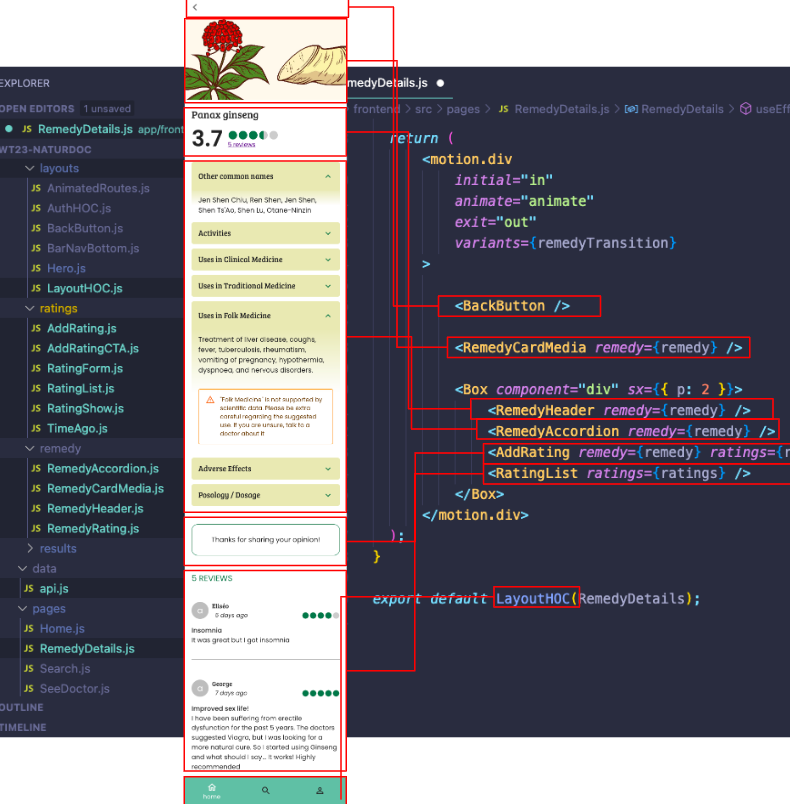 EXPLORER
OPEN EDITORS 1 unsaved
JS RemedyDetails.js app/front
WT23-NATURDOC
layouts
JS AnimatedRoutes.js
JS AuthHOC.js
JS BackButton.js
JS BarNavBottom.js
JS Hero.js
JS LayoutHOC.js
ratings
JS AddRating.js
JS AddRatingCTA.js
JS RatingForm.js
JS RatingList.js
JS RatingShow.js
JS TimeAgo.js
remedy
JS RemedyAccordion.js
JS RemedyCardMedia.js
JS RemedyHeader.js
JS RemedyRating.js
results
data
JS api.js
pages
JS Home.js
JS RemedyDetails.js
JS Search.js
JS SeeDoctor.js
OUTLINE
TIMELINE
Panax ginseng
3.7
5 reviews
Other common names
Jen Shen Chiu, Ren Shen, Jen Shen,
Shen Ts'Ao, Shen Lu, Otane-Ninzin
Activities
Uses in Clinical Medicine
Uses in Traditional Medicine
Uses in Folk Medicine
Treatment of liver disease, coughs,
fever, tuberculosis, rheumatism,
vomiting of pregnancy, hypothermia,
dyspnoea, and nervous disorders.
'Folk Medicine' is not supported by
scientific data. Please be extra
careful regarding the suggested
use. If you are unsure, talk to a
doctor about it.
Adverse Effects
Posology / Dosage
Thanks for sharing your opinion!
5 REVIEWS
a
Eliséo
5 days ago
Insomnia
It was great but I got insomnia
a
George
7 days ago
Improved sex life!
I have been suffering from erectile
dysfunction for the past 5 years. The doctors
suggested Viagra, but I was looking for a
more natural cure. So I started using Ginseng
and what should I say... it works! Highly
recommended
home
medyDetails.js
frontend > src > pages > JS RemedyDetails.js > RemedyDetails > useEff
return (
<motion.div
initial="in"
animate="animate"
exit="out"
variants={remedyTransition}
>
<BackButton />
<RemedyCardMedia remedy={remedy} />
<Box component="div" sx={{ p: 2 }}>
<RemedyHeader remedy={remedy} />
<RemedyAccordion remedy={remedy} />
<AddRating remedy={remedy} ratings={r
<RatingList ratings={ratings} />
</Box>
</motion.div>
);
}
export default LayoutHOC(RemedyDetails);